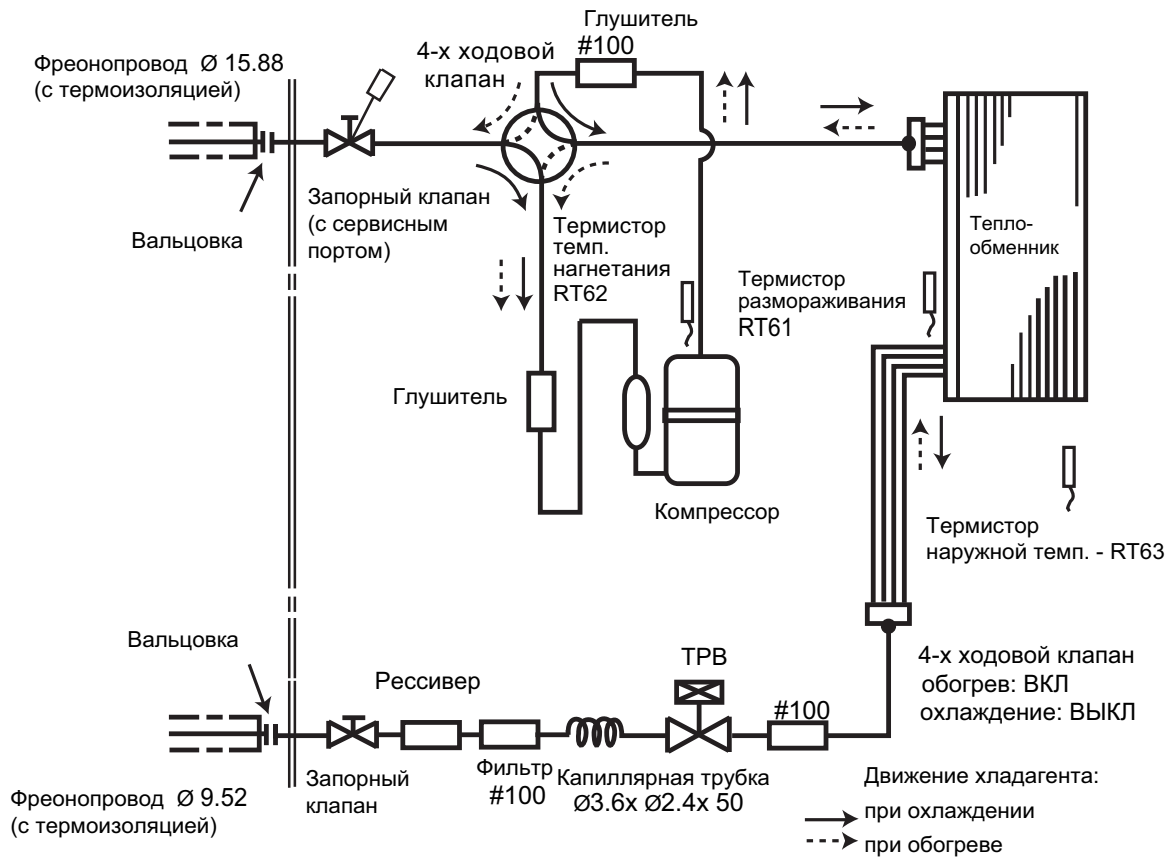 Глушитель
#100
4-х ходовой
клапан
Фреонопровод Ø 15.88
(с термоизоляцией)
Вальцовка
Запорный клапан
(с сервисным
портом)
Термистор
темп.
нагнетания
RT62
Термистор
размораживания
RT61
Тепло-
обменник
Глушитель
Компрессор
Термистор
наружной темп. - RT63
Вальцовка
Рессивер
ТРВ
#100
4-х ходовой клапан
обогрев: ВКЛ
охлаждение: ВЫКЛ
Фреонопровод Ø 9.52
(с термоизоляцией)
Запорный
клапан
Фильтр
#100
Капиллярная трубка
Ø3.6x Ø2.4x 50
Движение хладагента:
при охлаждении
при обогреве